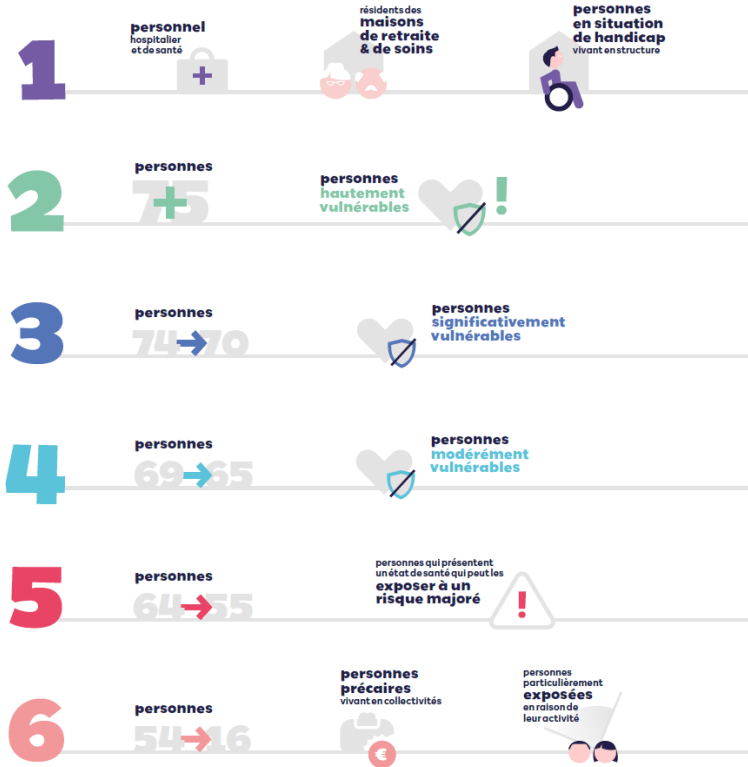 1
personnel
hospitalier
et de santé
résidents des
maisons
de retraite
& de soins
personnes
en situation
de handicap
vivant en structure
2
personnes
75+
personnes
hautement
vulnérables
!
3
personnes
74→70
personnes
significativement
vulnérables
4
personnes
69→65
personnes
modérément
vulnérables
5
personnes
64→55
personnes qui présentent
un état de santé qui peut les
exposer à un
risque majoré
!
6
personnes
54→16
personnes
précaires
vivant en collectivités
€
personnes
particulièrement
exposées
en raison de
leur activité